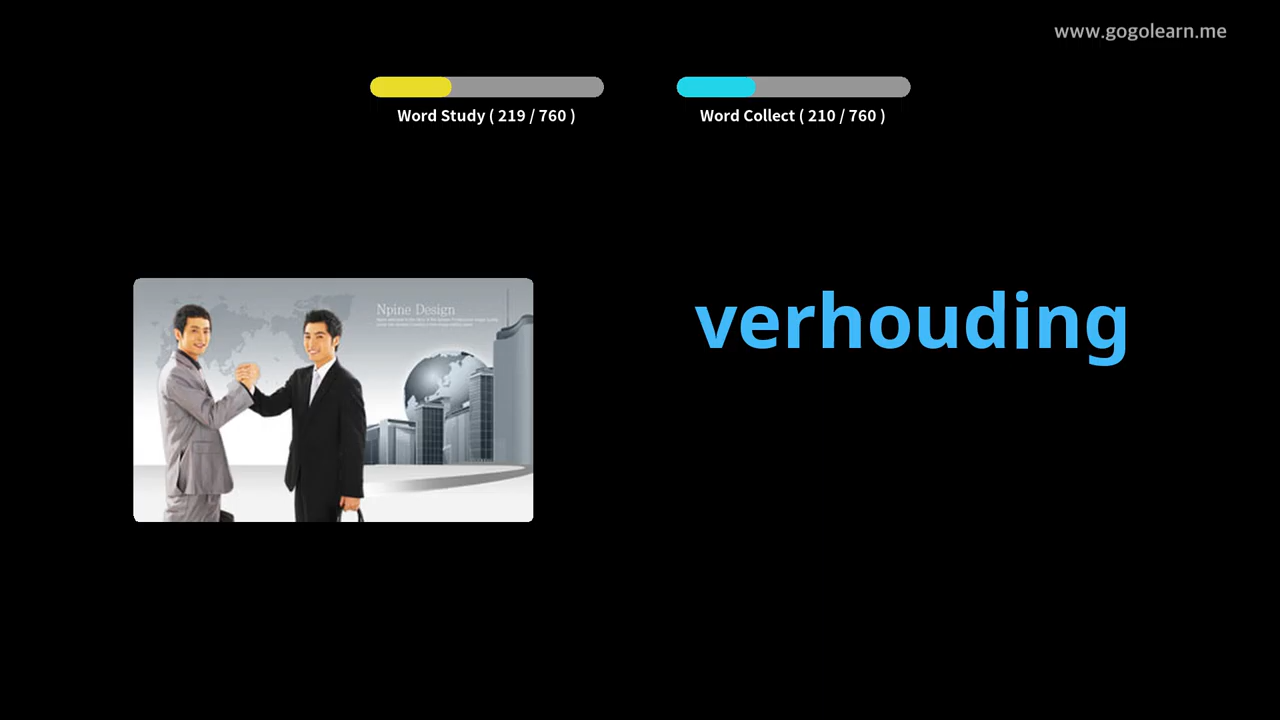 www.gogolearn.me
Word Study ( 219 / 760 )
Word Collect ( 210 / 760 )
Npine Design
verhouding